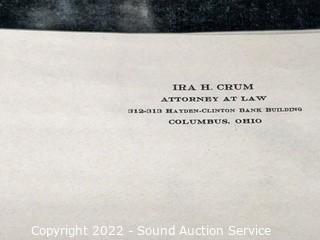 IRA H. CRUM
ATTORNEY AT LAW
312-313 HAYDEN-CLINTON BANK BUILDING
COLUMBUS, OHIO
Copyright 2022 - Sound Auction Service